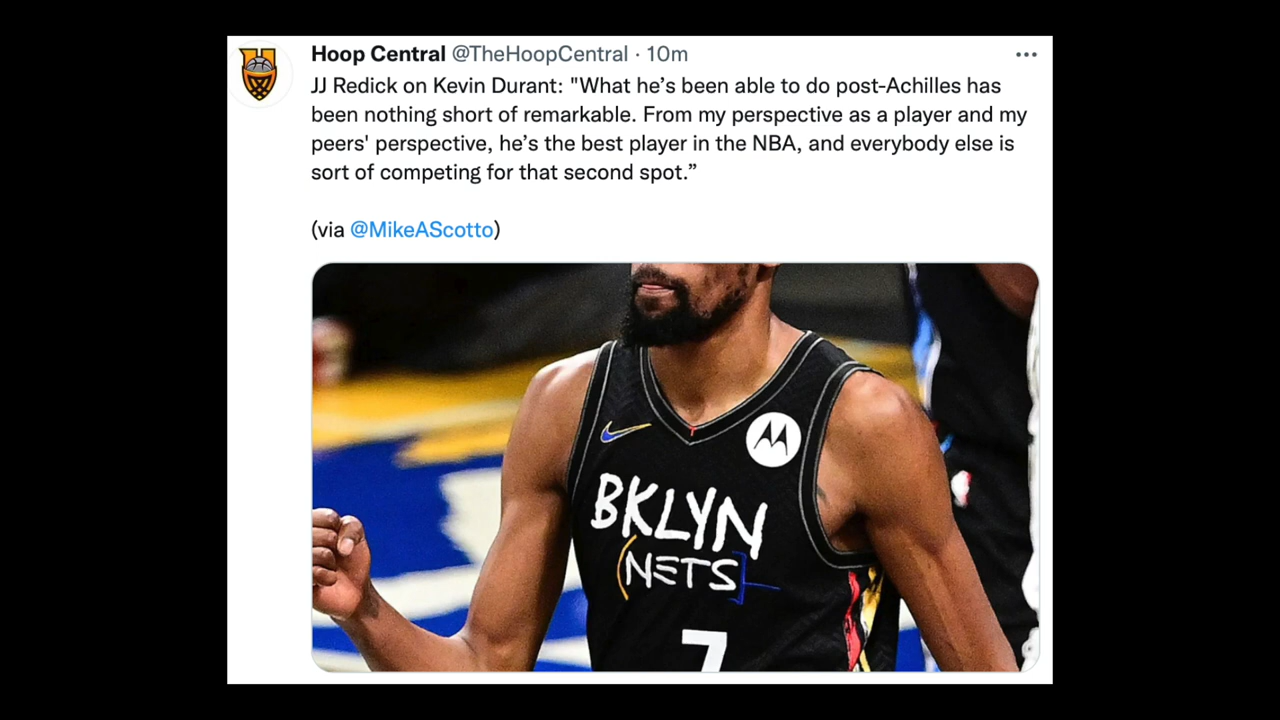 Hoop Central @TheHoopCentral · 10m
JJ Redick on Kevin Durant: "What he’s been able to do post-Achilles has
been nothing short of remarkable. From my perspective as a player and my
peers' perspective, he’s the best player in the NBA, and everybody else is
sort of competing for that second spot.”
(via @MikeAScotto)
BKLYN
NETS
7